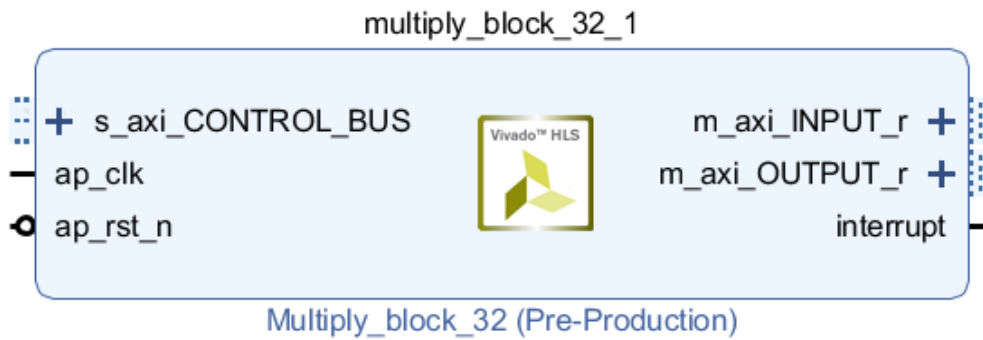 multiply_block_32_1
s_axi_CONTROL_BUS
ap_clk
ap_rst_n
Vivado™ HLS
m_axi_INPUT_r
m_axi_OUTPUT_r
interrupt
Multiply_block_32 (Pre-Production)